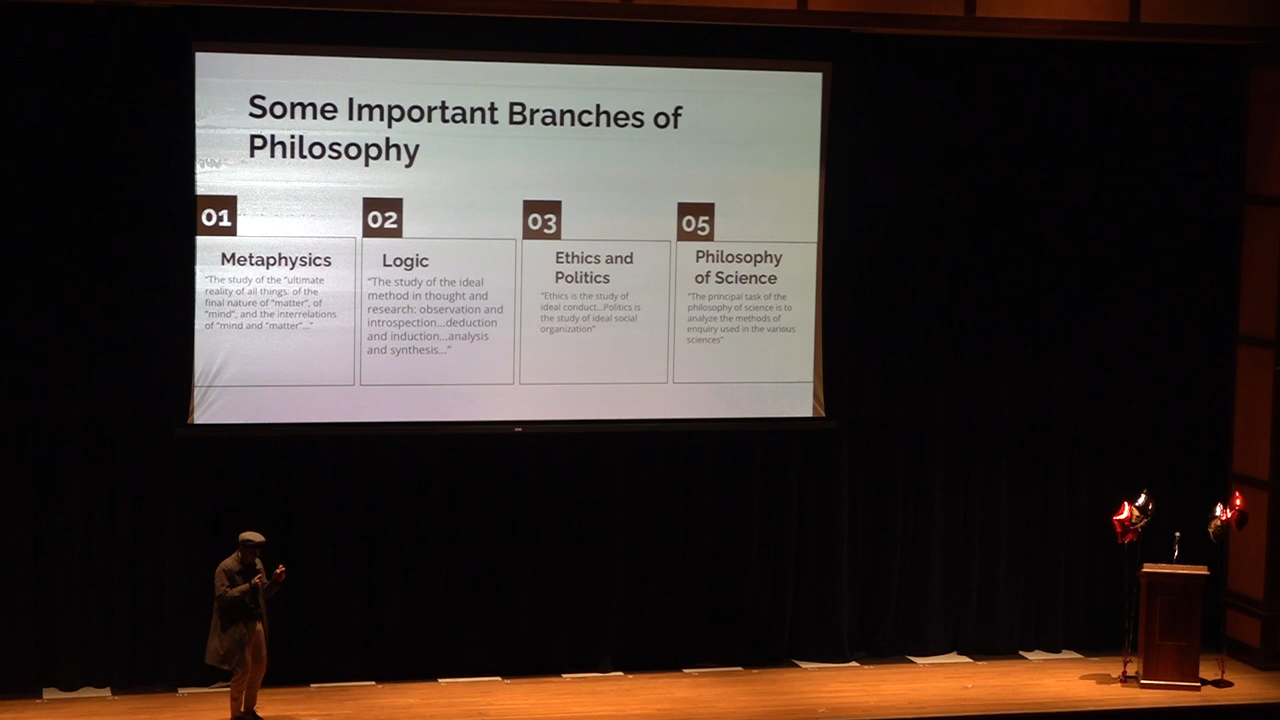 Some Important Branches of
Philosophy
01
Metaphysics
"The study of the "ultimate
reality of all things: of the
final nature of "matter", of
"mind", and the interrelations
of "mind and "matter"..."
02
Logic
"The study of the ideal
method in thought and
research: observation and
introspection...deduction
and induction...analysis
and synthesis..."
03
Ethics and
Politics
"Ethics is the study of
ideal conduct...Politics is
the study of ideal social
organization"
05
Philosophy
of Science
"The principal task of the
philosophy of science is to
analyze the methods of
enquiry used in the various
sciences"